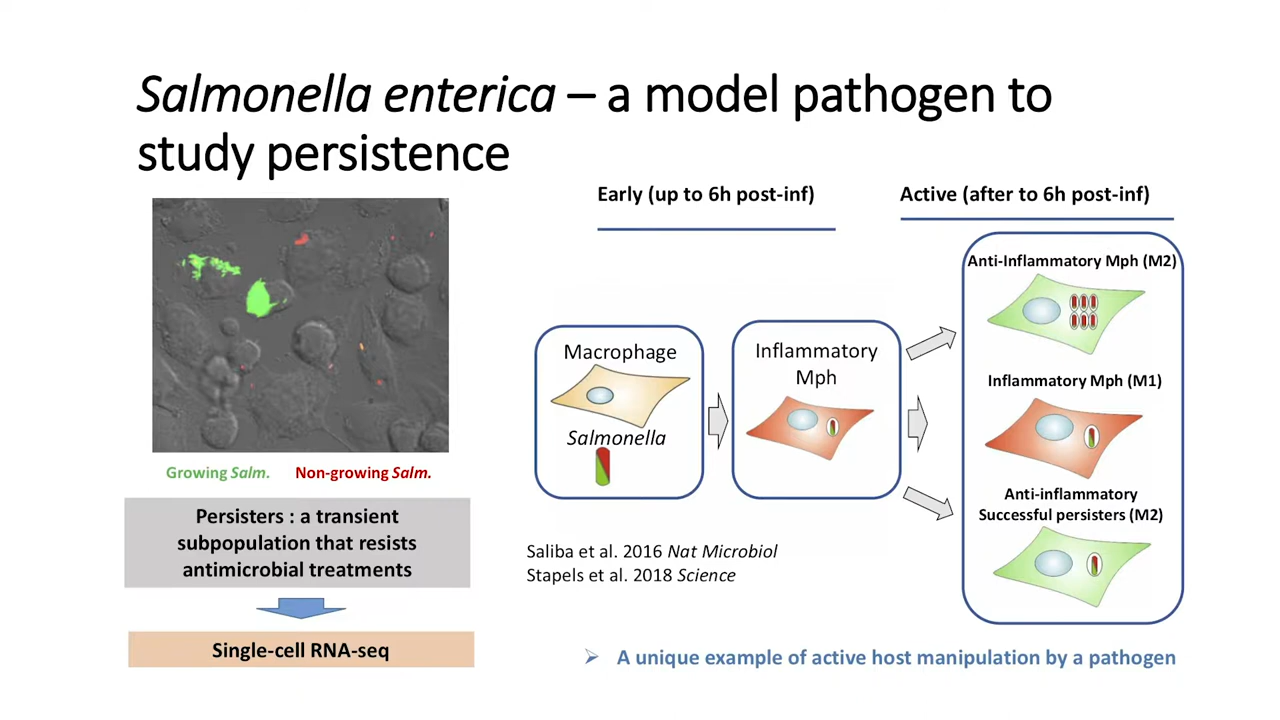 Salmonella enterica – a model pathogen to
study persistence
Early (up to 6h post-inf)
Active (after to 6h post-inf)
Growing Salm.
Non-growing Salm.
Persisters : a transient
subpopulation that resists
antimicrobial treatments
Single-cell RNA-seq
Macrophage
Salmonella
Inflammatory
Mph
Anti-Inflammatory Mph (M2)
Inflammatory Mph (M1)
Anti-inflammatory
Successful persisters (M2)
Saliba et al. 2016 Nat Microbiol
Stapels et al. 2018 Science
➢ A unique example of active host manipulation by a pathogen